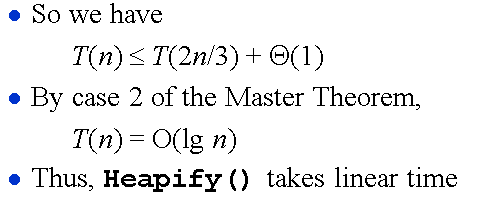 • So we have
T(n) ≤ T(2n/3) + Θ(1)
• By case 2 of the Master Theorem,
T(n) = O(lg n)
• Thus, Heapify() takes linear time